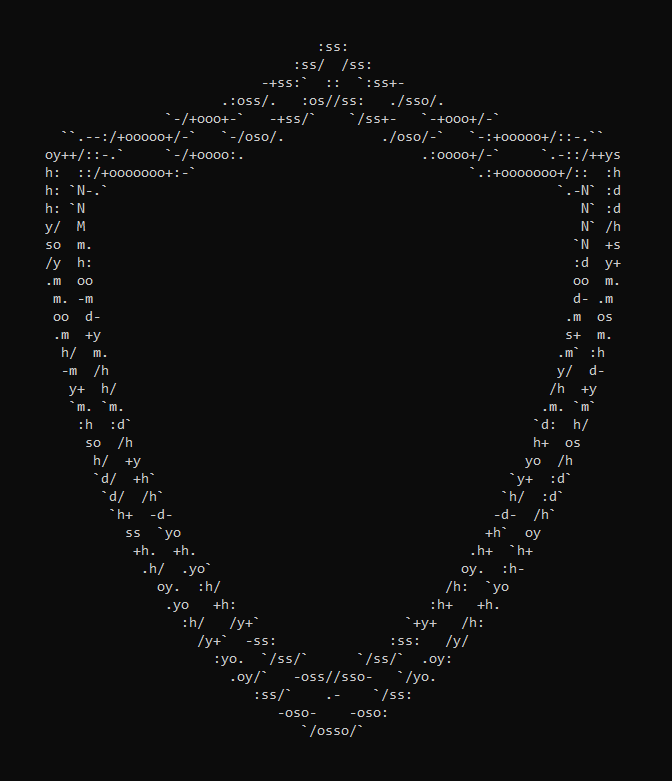 :ss:
                               :ss/  /ss:
                           -+ss:`  ::  `:ss+-
                      .:oss/.   :os//ss:   ./sso/.
               `-/+ooo+-`   -+ss/`    `/ss+-   `-+ooo+/-`
  ``.--:/+ooooo+/-`   `-/oso/.            ./oso/-`   `-:+ooooo+/::-.``
oy++/::-.`     `-/+oooo:.                      .:oooo+/-`     `.-::/++ys
h:  ::/+ooooooo+:-`                                  `.:+ooooooo+/::  :h
h: `N-.`                                                        `.-N` :d
h: `N                                                              N` :d
y/  M                                                              N` /h
so  m.                                                            `N  +s
/y  h:                                                            :d  y+
.m  oo                                                            oo  m.
 m. -m                                                            d- .m
 oo  d-                                                          .m  os
 .m  +y                                                          s+  m.
  h/  m.                                                        .m` :h
  -m  /h                                                        y/  d-
   y+  h/                                                      /h  +y
   `m. `m.                                                    .m. `m`
    :h  :d`                                                  `d:  h/
     so  /h                                                  h+  os
      h/  +y                                                yo  /h
      `d/  +h`                                            `y+  :d`
       `d/  /h`                                          `h/  :d`
        `h+  -d-                                        -d-  /h`
          ss  `yo                                      +h`  oy
           +h.  +h.                                  .h+  `h+
            .h/  .yo`                               oy.  :h-
              oy.  :h/                            /h:  `yo
               .yo   +h:                        :h+   +h.
                 :h/   /y+`                  `+y+   /h:
                   /y+`  -ss:              :ss:   /y/
                     :yo.  `/ss/`      `/ss/`  .oy:
                       .oy/`   -oss//sso-   `/yo.
                          :ss/`    .-    `/ss:
                             -oso-    -oso:
                                `/osso/`